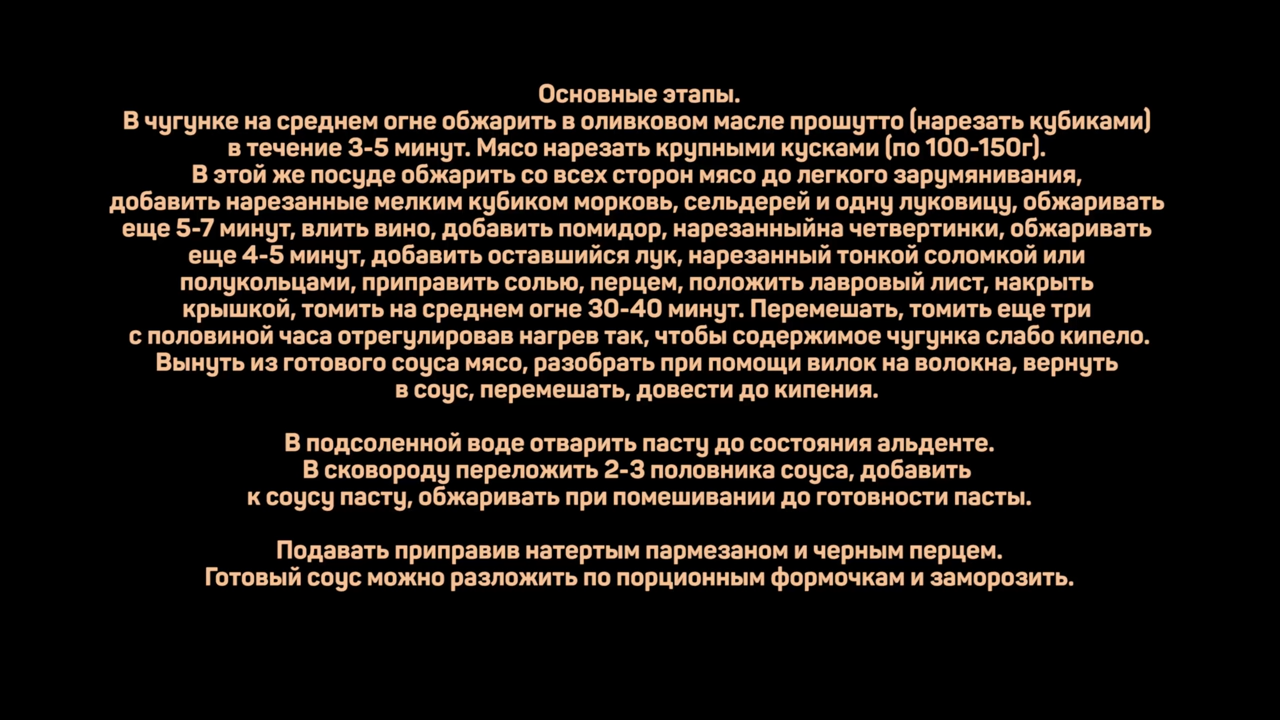 Основные этапы.
В чугунке на среднем огне обжарить в оливковом масле прошутто (нарезать кубиками)
в течение 3-5 минут. Мясо нарезать крупными кусками (по 100-150г).
В этой же посуде обжарить со всех сторон мясо до легкого зарумянивания,
добавить нарезанные мелким кубиком морковь, сельдерей и одну луковицу, обжаривать
еще 5-7 минут, влить вино, добавить помидор, нарезанныйна четвертинки, обжаривать
еще 4-5 минут, добавить оставшийся лук, нарезанный тонкой соломкой или
полукольцами, приправить солью, перцем, положить лавровый лист, накрыть
крышкой, томить на среднем огне 30-40 минут. Перемешать, томить еще три
с половиной часа отрегулировав нагрев так, чтобы содержимое чугунка слабо кипело.
Вынуть из готового соуса мясо, разобрать при помощи вилок на волокна, вернуть
в соус, перемешать, довести до кипения.
В подсоленной воде отварить пасту до состояния альденте.
В сковороду переложить 2-3 половника соуса, добавить
к соусу пасту, обжаривать при помешивании до готовности пасты.
Подавать приправив натертым пармезаном и черным перцем.
Готовый соус можно разложить по порционным формочкам и заморозить.